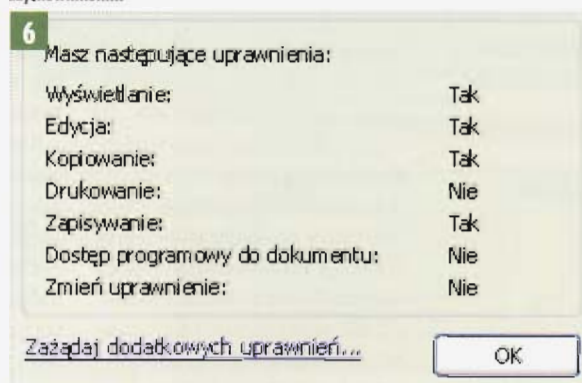 6
Masz następujące uprawnienia:
Wyświetlanie: Tak
Edycja: Tak
Kopiowanie: Tak
Drukowanie: Nie
Zapisywanie: Tak
Dostęp programowy do dokumentu: Nie
Zmień uprawnienie: Nie
Zażądaj dodatkowych uprawnień... OK